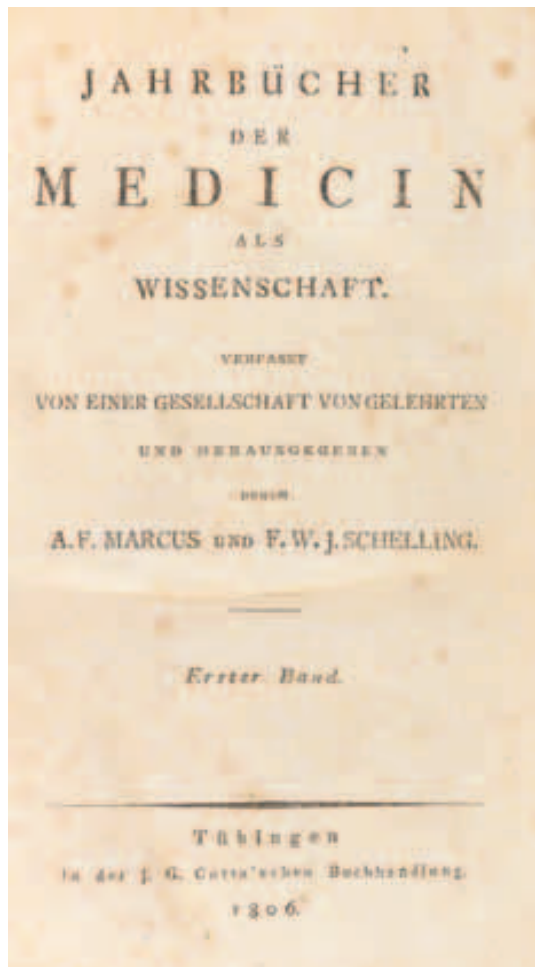 JAHRBÜCHER
DER
MEDICIN
ALS
WISSENSCHAFT.
VERFASST
VON EINER GESELLSCHAFT VON GELEHRTEN
UND HERAUSGEGEBEN
DURCH
A. F. MARCUS UND F. W. J. SCHELLING.
Erster Band.
Tübingen
in der J. G. Cotta'schen Buchhandlung.
1806.